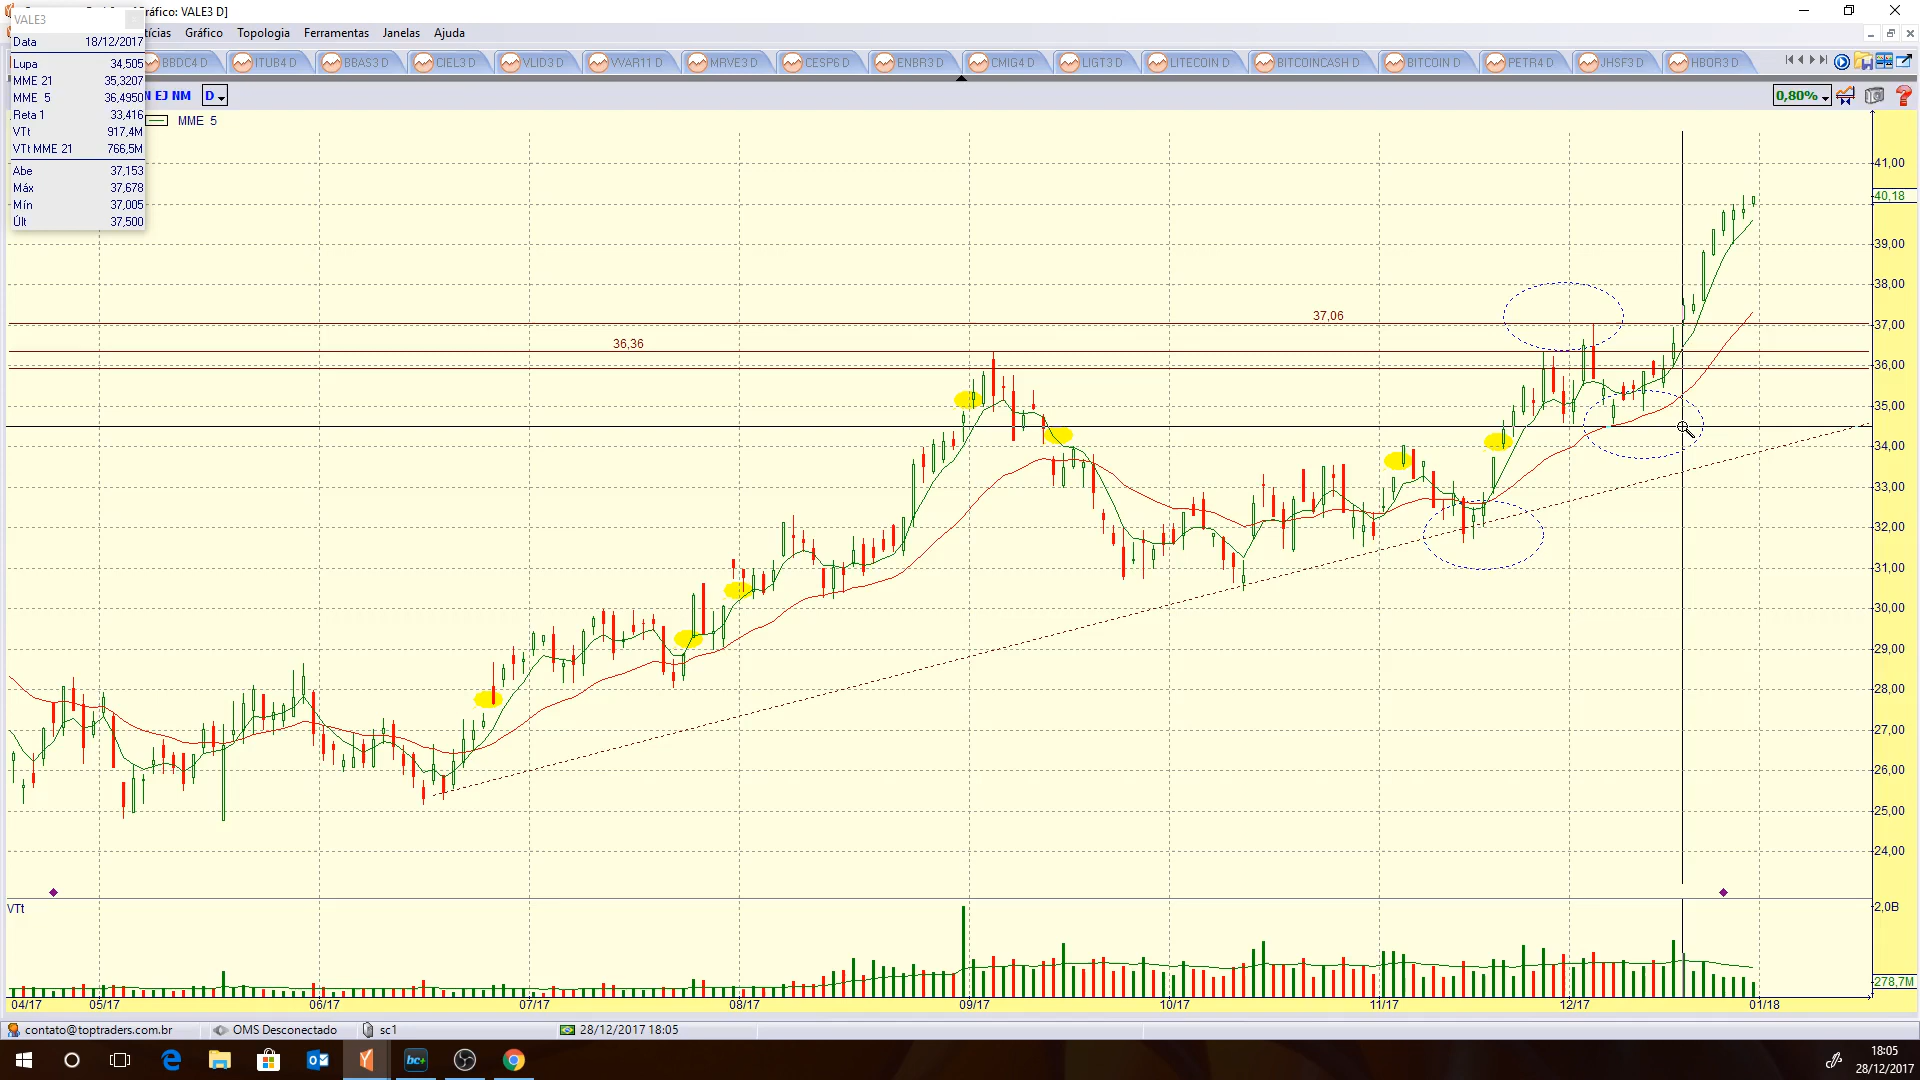 Gráfico: VALE3 D]
VALE3
tícias Gráfico Topologia Ferramentas Janelas Ajuda
Data 18/12/2017
Lupa 34,505
MME 21 35,3207
MME 5 36,4950
Reta 1 33,416
VTt 917,4M
VTt MME 21 766,5M
Abe 37,153
Máx 37,678
Mín 37,005
Últ 37,500
BBDC4 D ITUB4 D BBAS3 D CIEL3 D VLID3 D VVAR11 D MRVE3 D CESP6 D ENBR3 D CMIG4 D LIGT3 D LITECOIN D BITCOINCASH D BITCOIN D PETR4 D JHSF3 D HBOR3 D
N EJ NM D 0,80%
MME 5
41,00
40,18
39,00
38,00
37,06
37,00
36,36
36,00
35,00
34,00
33,00
32,00
31,00
30,00
29,00
28,00
27,00
26,00
25,00
24,00
VTt
2,0B
278,7M
04/17 05/17 06/17 07/17 08/17 09/17 10/17 11/17 12/17 01/18
contato@toptraders.com.br OMS Desconectado sc1 28/12/2017 18:05
bc+
18:05
28/12/2017